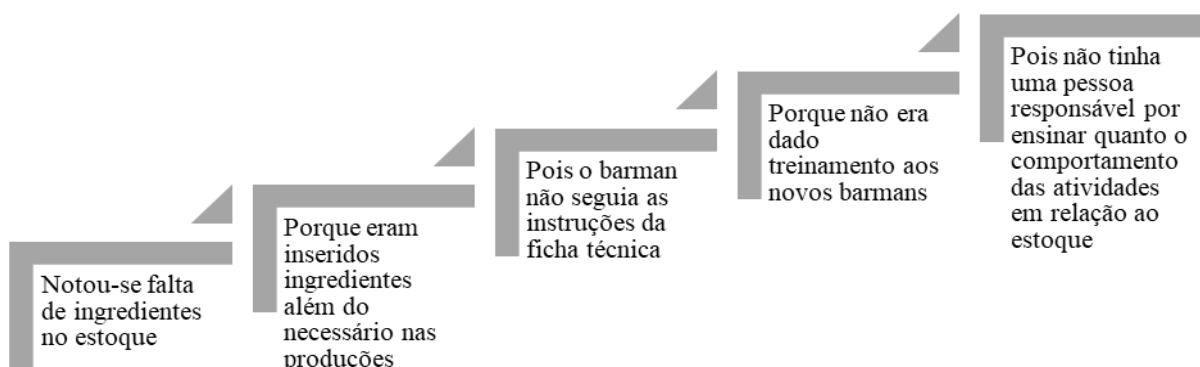 Notou-se falta
de ingredientes
no estoque
Porque eram
inseridos
ingredientes
além do
necessário nas
produções
Pois o barman
não seguia as
instruções da
ficha técnica
Porque não era
dado
treinamento aos
novos barmans
Pois não tinha
uma pessoa
responsável por
ensinar quanto o
comportamento
das atividades
em relação ao
estoque